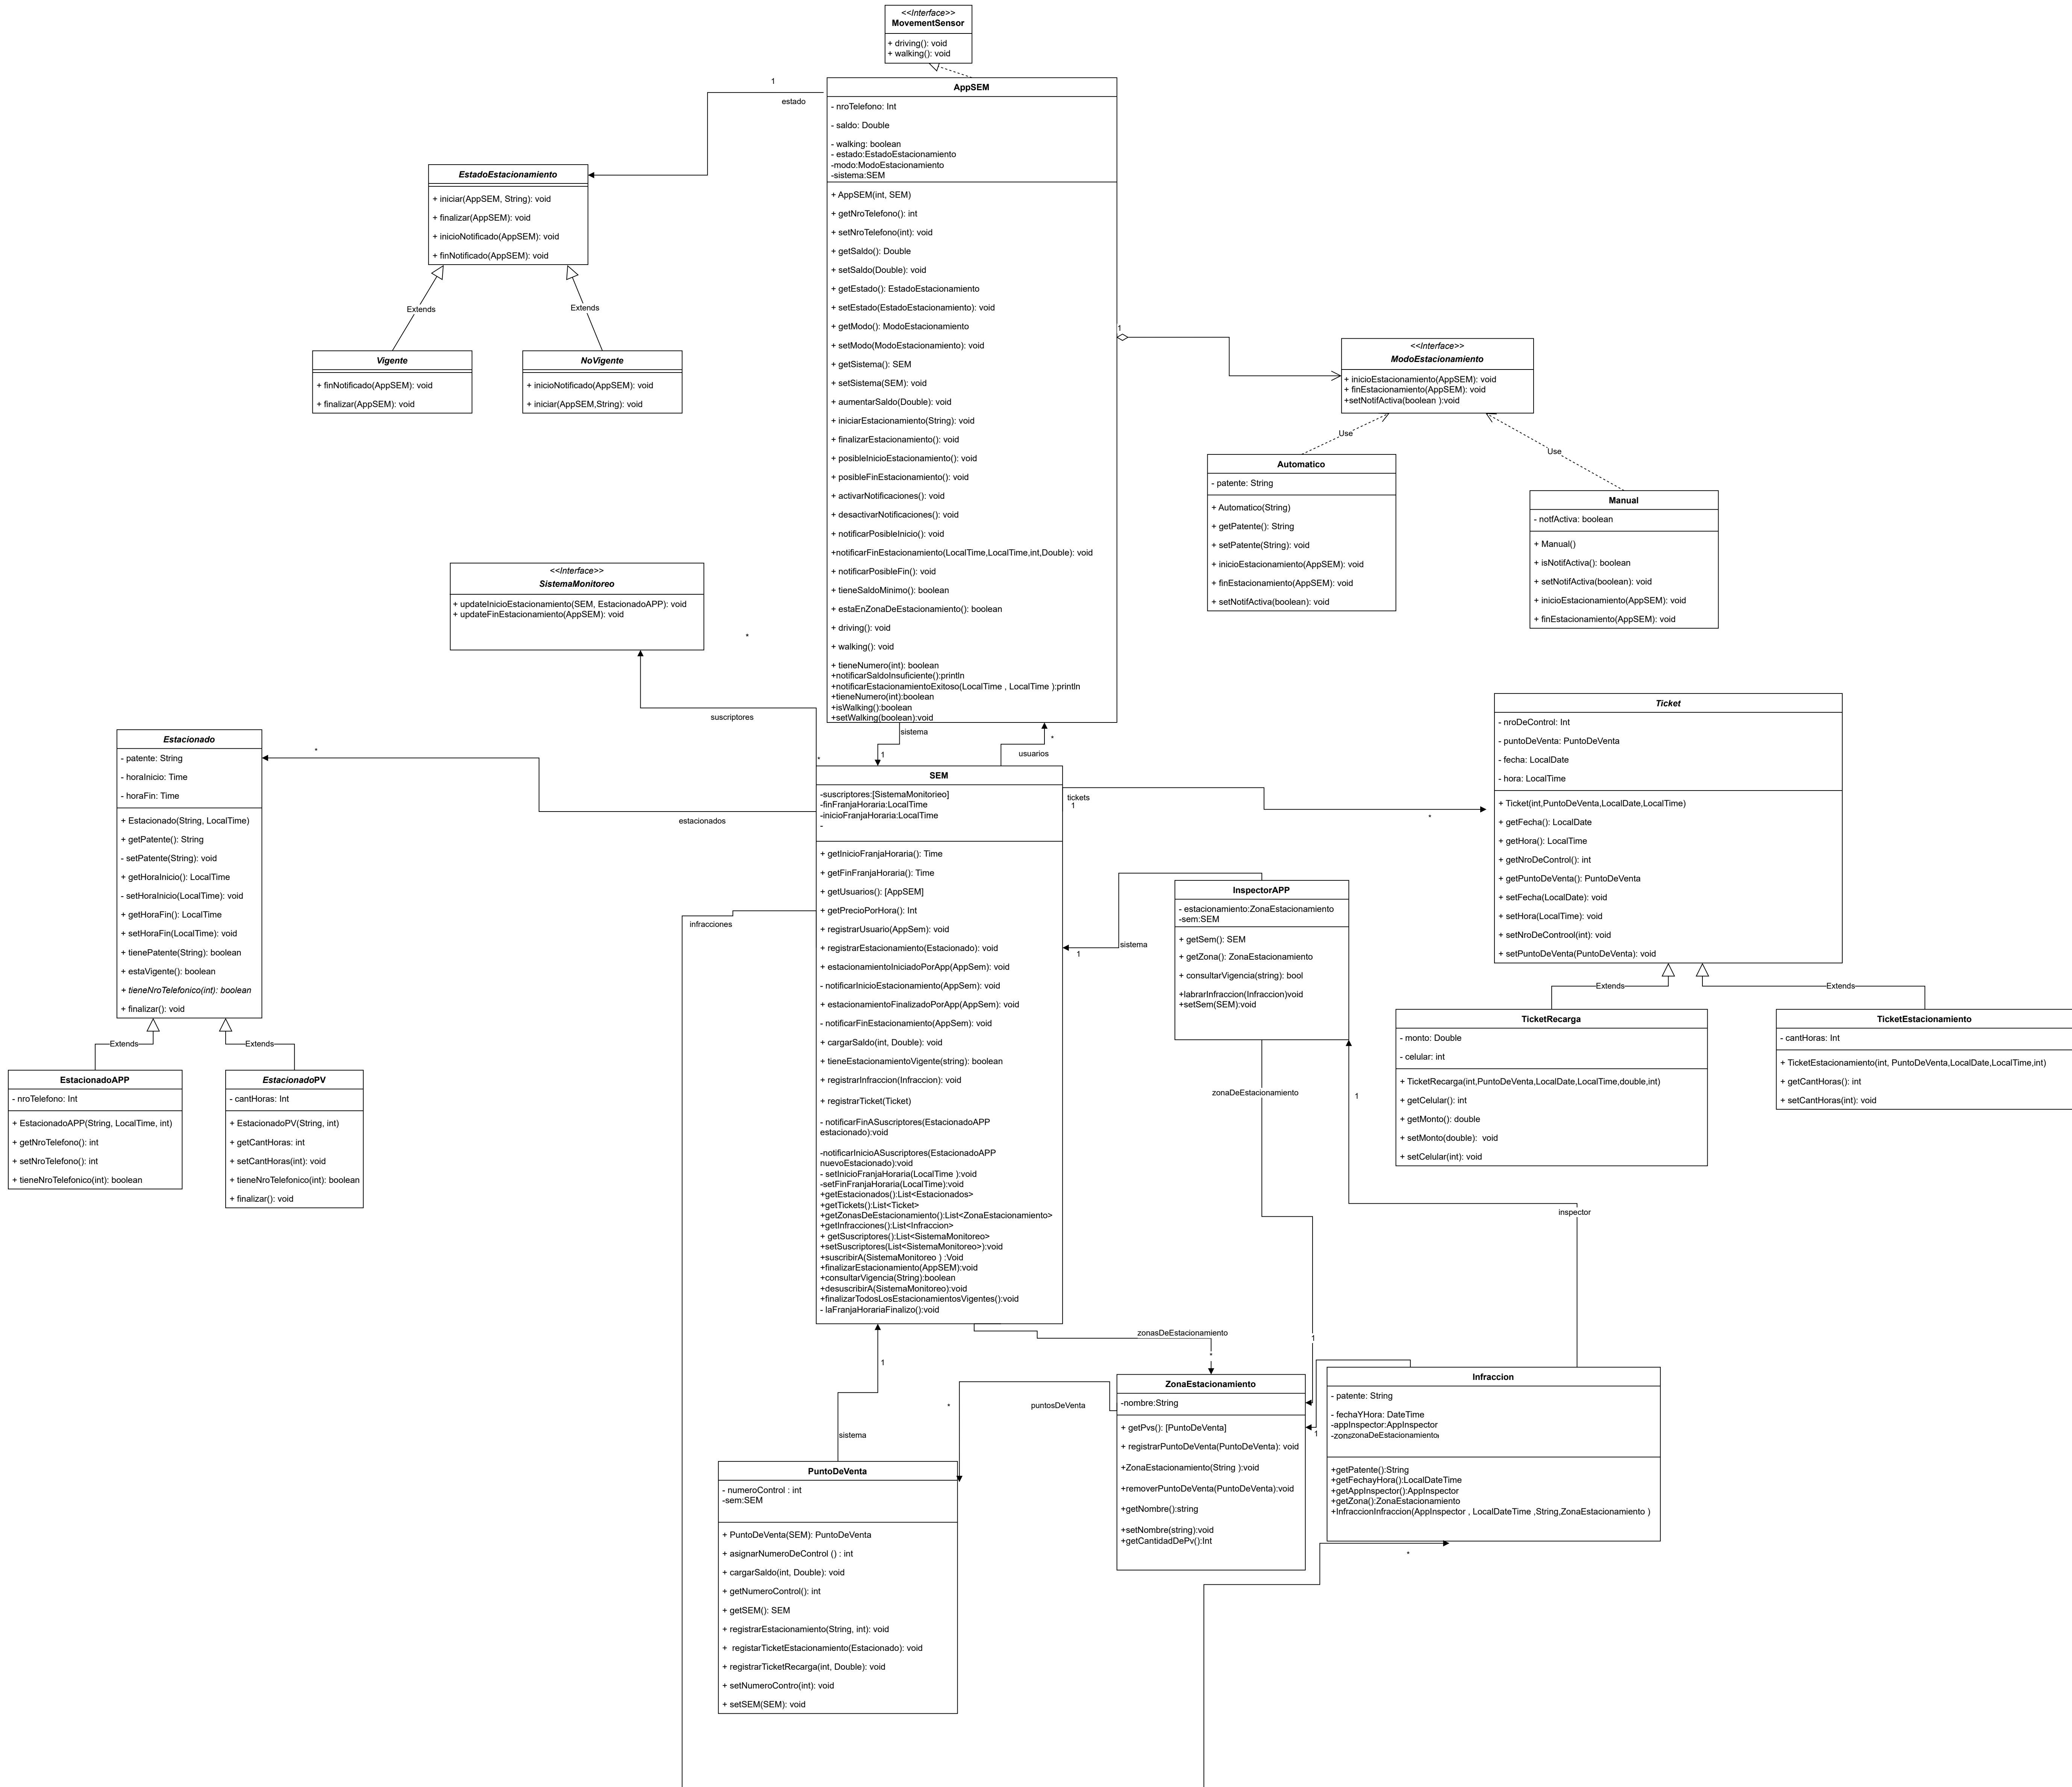 <<Interface>>
MovementSensor
+ driving(): void
+ walking(): void
AppSEM
- nroTelefono: Int
- saldo: Double
- walking: boolean
- estado:EstadoEstacionamiento
-modo:ModoEstacionamiento
-sistema:SEM
+ AppSEM(int, SEM)
+ getNroTelefono(): int
+ setNroTelefono(int): void
+ getSaldo(): Double
+ setSaldo(Double): void
+ getEstado(): EstadoEstacionamiento
+ setEstado(EstadoEstacionamiento): void
+ getModo(): ModoEstacionamiento
+ setModo(ModoEstacionamiento): void
+ getSistema(): SEM
+ setSistema(SEM): void
+ aumentarSaldo(Double): void
+ iniciarEstacionamiento(String): void
+ finalizarEstacionamiento(): void
+ posibleInicioEstacionamiento(): void
+ posibleFinEstacionamiento(): void
+ activarNotificaciones(): void
+ desactivarNotificaciones(): void
+ notificarPosibleInicio(): void
+notificarFinEstacionamiento(LocalTime,LocalTime,int,Double): void
+ notificarPosibleFin(): void
+ tieneSaldoMinimo(): boolean
+ estaEnZonaDeEstacionamiento(): boolean
+ driving(): void
+ walking(): void
+ tieneNumero(int): boolean
+notificarSaldoInsuficiente():println
+notificarEstacionamientoExitoso(LocalTime , LocalTime ):println
+tieneNumero(int):boolean
+isWalking():boolean
+setWalking(boolean):void
1
estado
EstadoEstacionamiento
+ iniciar(AppSEM, String): void
+ finalizar(AppSEM): void
+ inicioNotificado(AppSEM): void
+ finNotificado(AppSEM): void
Extends
Extends
Vigente
+ finNotificado(AppSEM): void
+ finalizar(AppSEM): void
NoVigente
+ inicioNotificado(AppSEM): void
+ iniciar(AppSEM,String): void
1
<<Interface>>
ModoEstacionamiento
+ inicioEstacionamiento(AppSEM): void
+ finEstacionamiento(AppSEM): void
+setNotifActiva(boolean ):void
Use
Use
Automatico
- patente: String
+ Automatico(String)
+ getPatente(): String
+ setPatente(String): void
+ inicioEstacionamiento(AppSEM): void
+ finEstacionamiento(AppSEM): void
+ setNotifActiva(boolean): void
Manual
- notfActiva: boolean
+ Manual()
+ isNotifActiva(): boolean
+ setNotifActiva(boolean): void
+ inicioEstacionamiento(AppSEM): void
+ finEstacionamiento(AppSEM): void
<<Interface>>
SistemaMonitoreo
+ updateInicioEstacionamiento(SEM, EstacionadoAPP): void
+ updateFinEstacionamiento(AppSEM): void
*
suscriptores
*
sistema
1
usuarios
*
Estacionado
- patente: String
- horaInicio: Time
- horaFin: Time
+ Estacionado(String, LocalTime)
+ getPatente(): String
- setPatente(String): void
+ getHoraInicio(): LocalTime
- setHoraInicio(LocalTime): void
+ getHoraFin(): LocalTime
+ setHoraFin(LocalTime): void
+ tienePatente(String): boolean
+ estaVigente(): boolean
+ tieneNroTelefonico(int): boolean
+ finalizar(): void
*
estacionados
Extends
Extends
EstacionadoAPP
- nroTelefono: Int
+ EstacionadoAPP(String, LocalTime, int)
+ getNroTelefono(): int
+ setNroTelefono(): int
+ tieneNroTelefonico(int): boolean
EstacionadoPV
- cantHoras: Int
+ EstacionadoPV(String, int)
+ getCantHoras: int
+ setCantHoras(int): void
+ tieneNroTelefonico(int): boolean
+ finalizar(): void
SEM
-suscriptores:[SistemaMonitorieo]
-finFranjaHoraria:LocalTime
-inicioFranjaHoraria:LocalTime
-
+ getInicioFranjaHoraria(): Time
+ getFinFranjaHoraria(): Time
+ getUsuarios(): [AppSEM]
+ getPrecioPorHora(): Int
+ registrarUsuario(AppSem): void
+ registrarEstacionamiento(Estacionado): void
+ estacionamientoIniciadoPorApp(AppSem): void
- notificarInicioEstacionamiento(AppSem): void
+ estacionamientoFinalizadoPorApp(AppSem): void
- notificarFinEstacionamiento(AppSem): void
+ cargarSaldo(int, Double): void
+ tieneEstacionamientoVigente(string): boolean
+ registrarInfraccion(Infraccion): void
+ registrarTicket(Ticket)
- notificarFinASuscriptores(EstacionadoAPP
estacionado):void
-notificarInicioASuscriptores(EstacionadoAPP
nuevoEstacionado):void
- setInicioFranjaHoraria(LocalTime ):void
-setFinFranjaHoraria(LocalTime):void
+getEstacionados():List<Estacionados>
+getTickets():List<Ticket>
+getZonasDeEstacionamiento():List<ZonaEstacionamiento>
+getInfracciones():List<Infraccion>
+ getSuscriptores():List<SistemaMonitoreo>
+setSuscriptores(List<SistemaMonitoreo>):void
+suscribirA(SistemaMonitoreo ) :Void
+finalizarEstacionamiento(AppSEM):void
+consultarVigencia(String):boolean
+desuscribirA(SistemaMonitoreo):void
+finalizarTodosLosEstacionamientosVigentes():void
- laFranjaHorariaFinalizo():void
infracciones
tickets
1
*
Ticket
- nroDeControl: Int
- puntoDeVenta: PuntoDeVenta
- fecha: LocalDate
- hora: LocalTime
+ Ticket(int,PuntoDeVenta,LocalDate,LocalTime)
+ getFecha(): LocalDate
+ getHora(): LocalTime
+ getNroDeControl(): int
+ getPuntoDeVenta(): PuntoDeVenta
+ setFecha(LocalDate): void
+ setHora(LocalTime): void
+ setNroDeControol(int): void
+ setPuntoDeVenta(PuntoDeVenta): void
Extends
Extends
TicketRecarga
- monto: Double
- celular: int
+ TicketRecarga(int,PuntoDeVenta,LocalDate,LocalTime,double,int)
+ getCelular(): int
+ getMonto(): double
+ setMonto(double): void
+ setCelular(int): void
TicketEstacionamiento
- cantHoras: Int
+ TicketEstacionamiento(int, PuntoDeVenta,LocalDate,LocalTime,int)
+ getCantHoras(): int
+ setCantHoras(int): void
InspectorAPP
- estacionamiento:ZonaEstacionamiento
-sem:SEM
+ getSem(): SEM
+ getZona(): ZonaEstacionamiento
+ consultarVigencia(string): bool
+labrarInfraccion(Infraccion)void
+setSem(SEM):void
sistema
1
zonaDeEstacionamiento
1
1
inspector
zonasDeEstacionamiento
*
1
sistema
*
puntosDeVenta
ZonaEstacionamiento
-nombre:String
+ getPvs(): [PuntoDeVenta]
+ registrarPuntoDeVenta(PuntoDeVenta): void
+ZonaEstacionamiento(String ):void
+removerPuntoDeVenta(PuntoDeVenta):void
+getNombre():string
+setNombre(string):void
+getCantidadDePv():Int
1
Infraccion
- patente: String
- fechaYHora: DateTime
-appInspector:AppInspector
zonaDeEstacionamiento
+getPatente():String
+getFechayHora():LocalDateTime
+getAppInspector():AppInspector
+getZona():ZonaEstacionamiento
+InfraccionInfraccion(AppInspector , LocalDateTime ,String,ZonaEstacionamiento )
*
PuntoDeVenta
- numeroControl : int
-sem:SEM
+ PuntoDeVenta(SEM): PuntoDeVenta
+ asignarNumeroDeControl () : int
+ cargarSaldo(int, Double): void
+ getNumeroControl(): int
+ getSEM(): SEM
+ registrarEstacionamiento(String, int): void
+ registarTicketEstacionamiento(Estacionado): void
+ registrarTicketRecarga(int, Double): void
+ setNumeroContro(int): void
+ setSEM(SEM): void